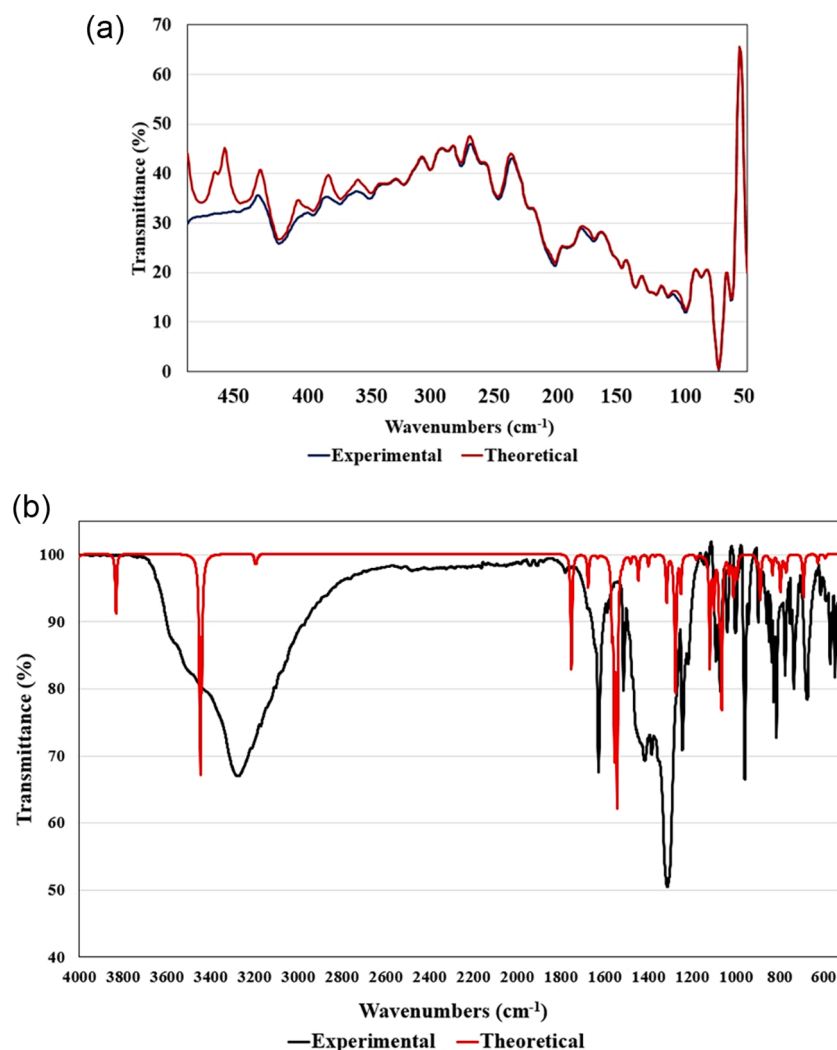 (a)
70
60
50
40
30
20
10
0
Transmittance (%)
450 400 350 300 250 200 150 100 50
Wavenumbers (cm⁻¹)
Experimental Theoretical
(b)
100
90
80
70
60
50
40
Transmittance (%)
4000 3800 3600 3400 3200 3000 2800 2600 2400 2200 2000 1800 1600 1400 1200 1000 800 600
Wavenumbers (cm⁻¹)
Experimental Theoretical